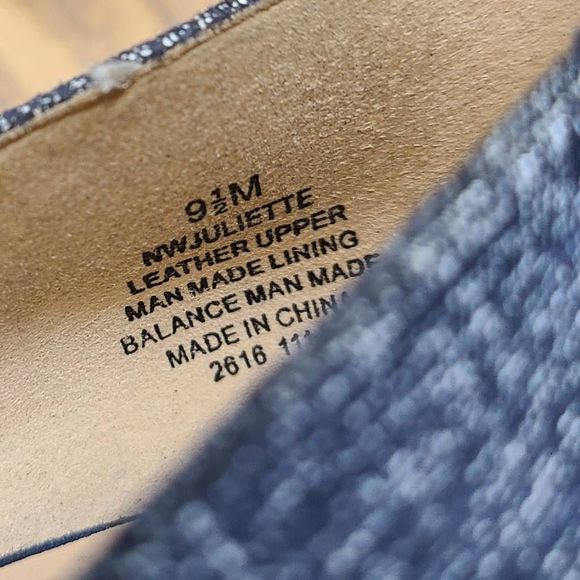 9½M
NWJULIETTE
LEATHER UPPER
MAN MADE LINING
BALANCE MAN MADE
MADE IN CHINA
2616